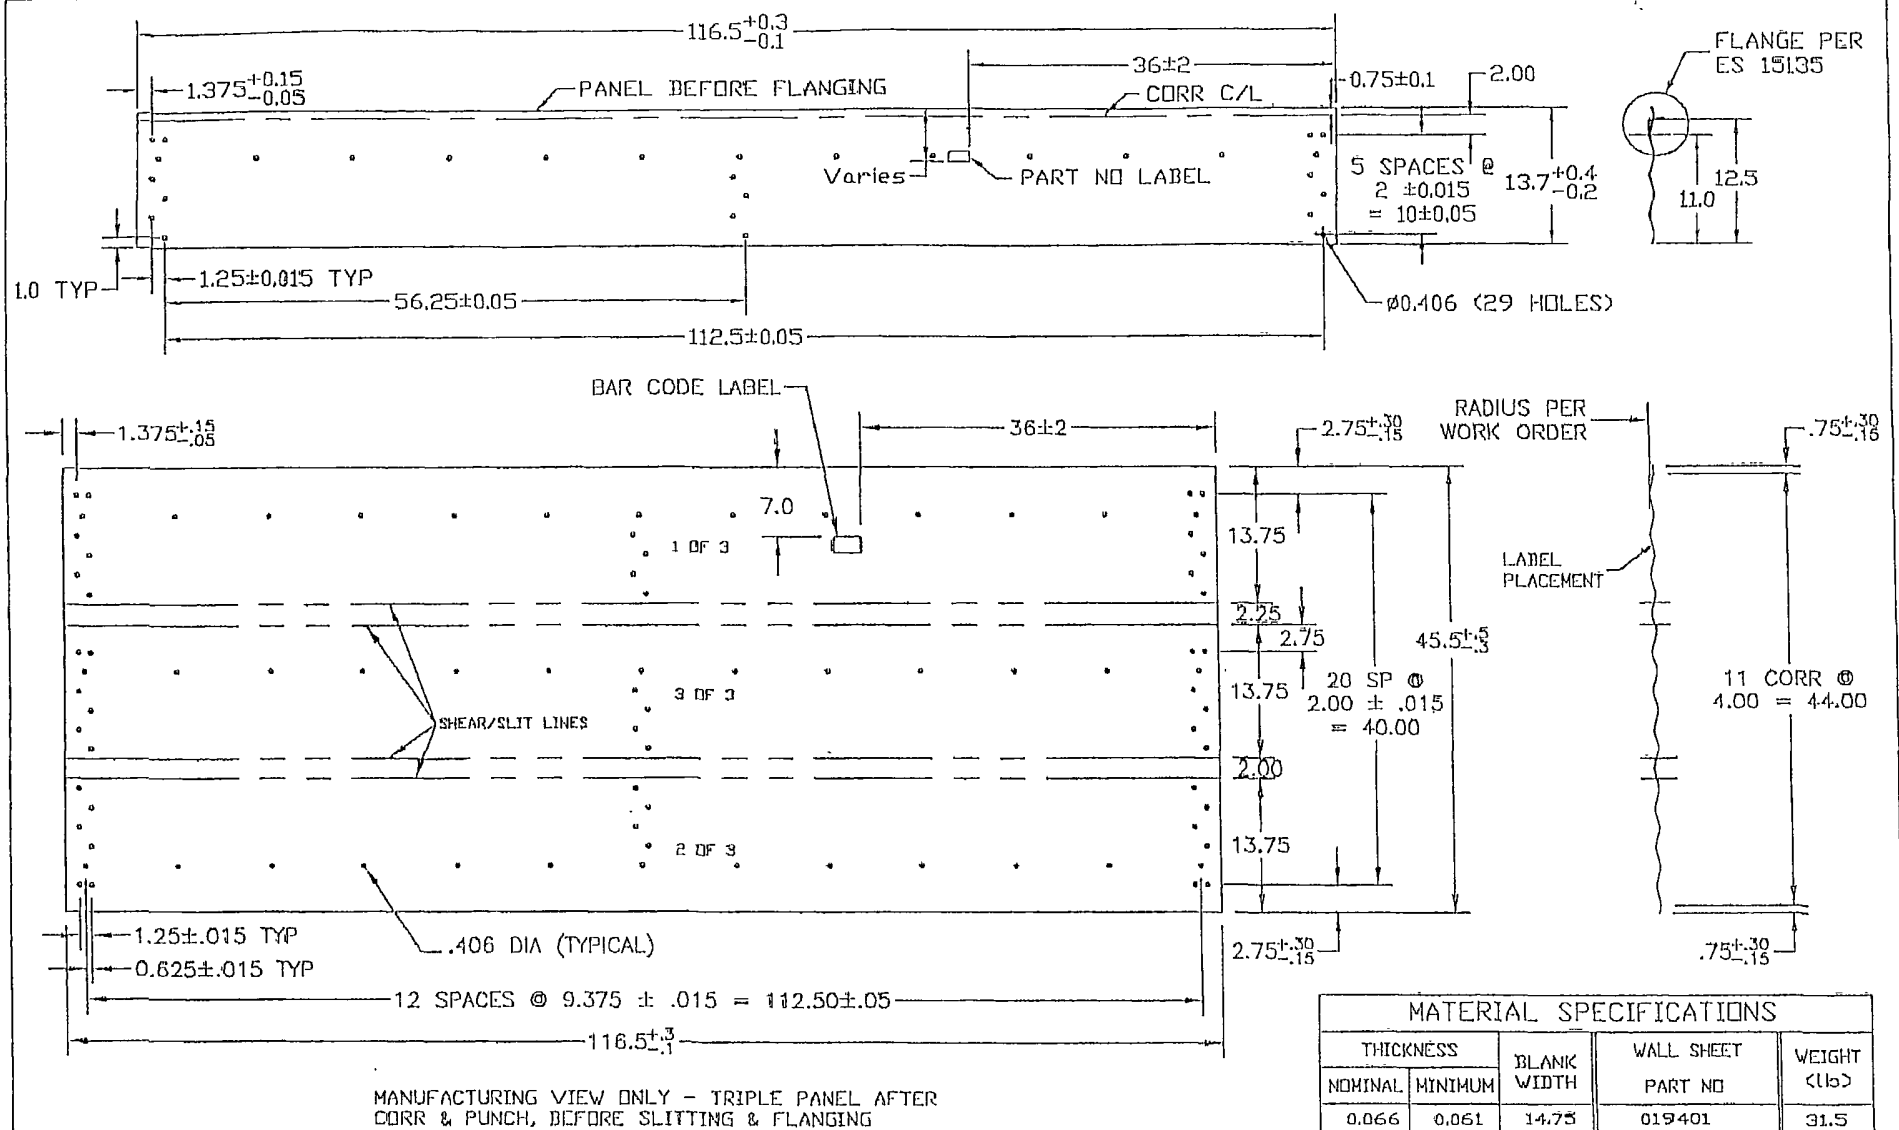 116.5+0.3
-0.1
36±2
FLANGE PER
ES 15135
1.375+0.15
-0.05
PANEL BEFORE FLANGING
CORR C/L
0.75±0.1
2.00
Varies
PART NO LABEL
5 SPACES @
2 ±0.015
= 10±0.05
13.7+0.4
-0.2
11.0
12.5
1.0 TYP
1.25±0.015 TYP
56.25±0.05
Ø0.406 (29 HOLES)
112.5±0.05
BAR CODE LABEL
1.375+.15
-.05
36±2
2.75+.30
-.15
RADIUS PER
WORK ORDER
.75+.30
-.15
7.0
1 OF 3
13.75
LABEL
PLACEMENT
2.25
2.75
45.5+.5
-.3
3 OF 3
13.75
20 SP @
2.00 ± .015
= 40.00
11 CORR @
4.00 = 44.00
SHEAR/SLIT LINES
2.00
2 OF 3
13.75
1.25±.015 TYP
.406 DIA (TYPICAL)
2.75+.30
-.15
.75+.30
-.15
0.625±.015 TYP
12 SPACES @ 9.375 ± .015 = 112.50±.05
116.5+.3
-.1
MANUFACTURING VIEW ONLY - TRIPLE PANEL AFTER
CORR & PUNCH, BEFORE SLITTING & FLANGING
MATERIAL SPECIFICATIONS
THICKNESS
BLANK
WIDTH
WALL SHEET
PART NO
WEIGHT
(lb)
NOMINAL MINIMUM
0.066 0.061 14.75 019401 31.5